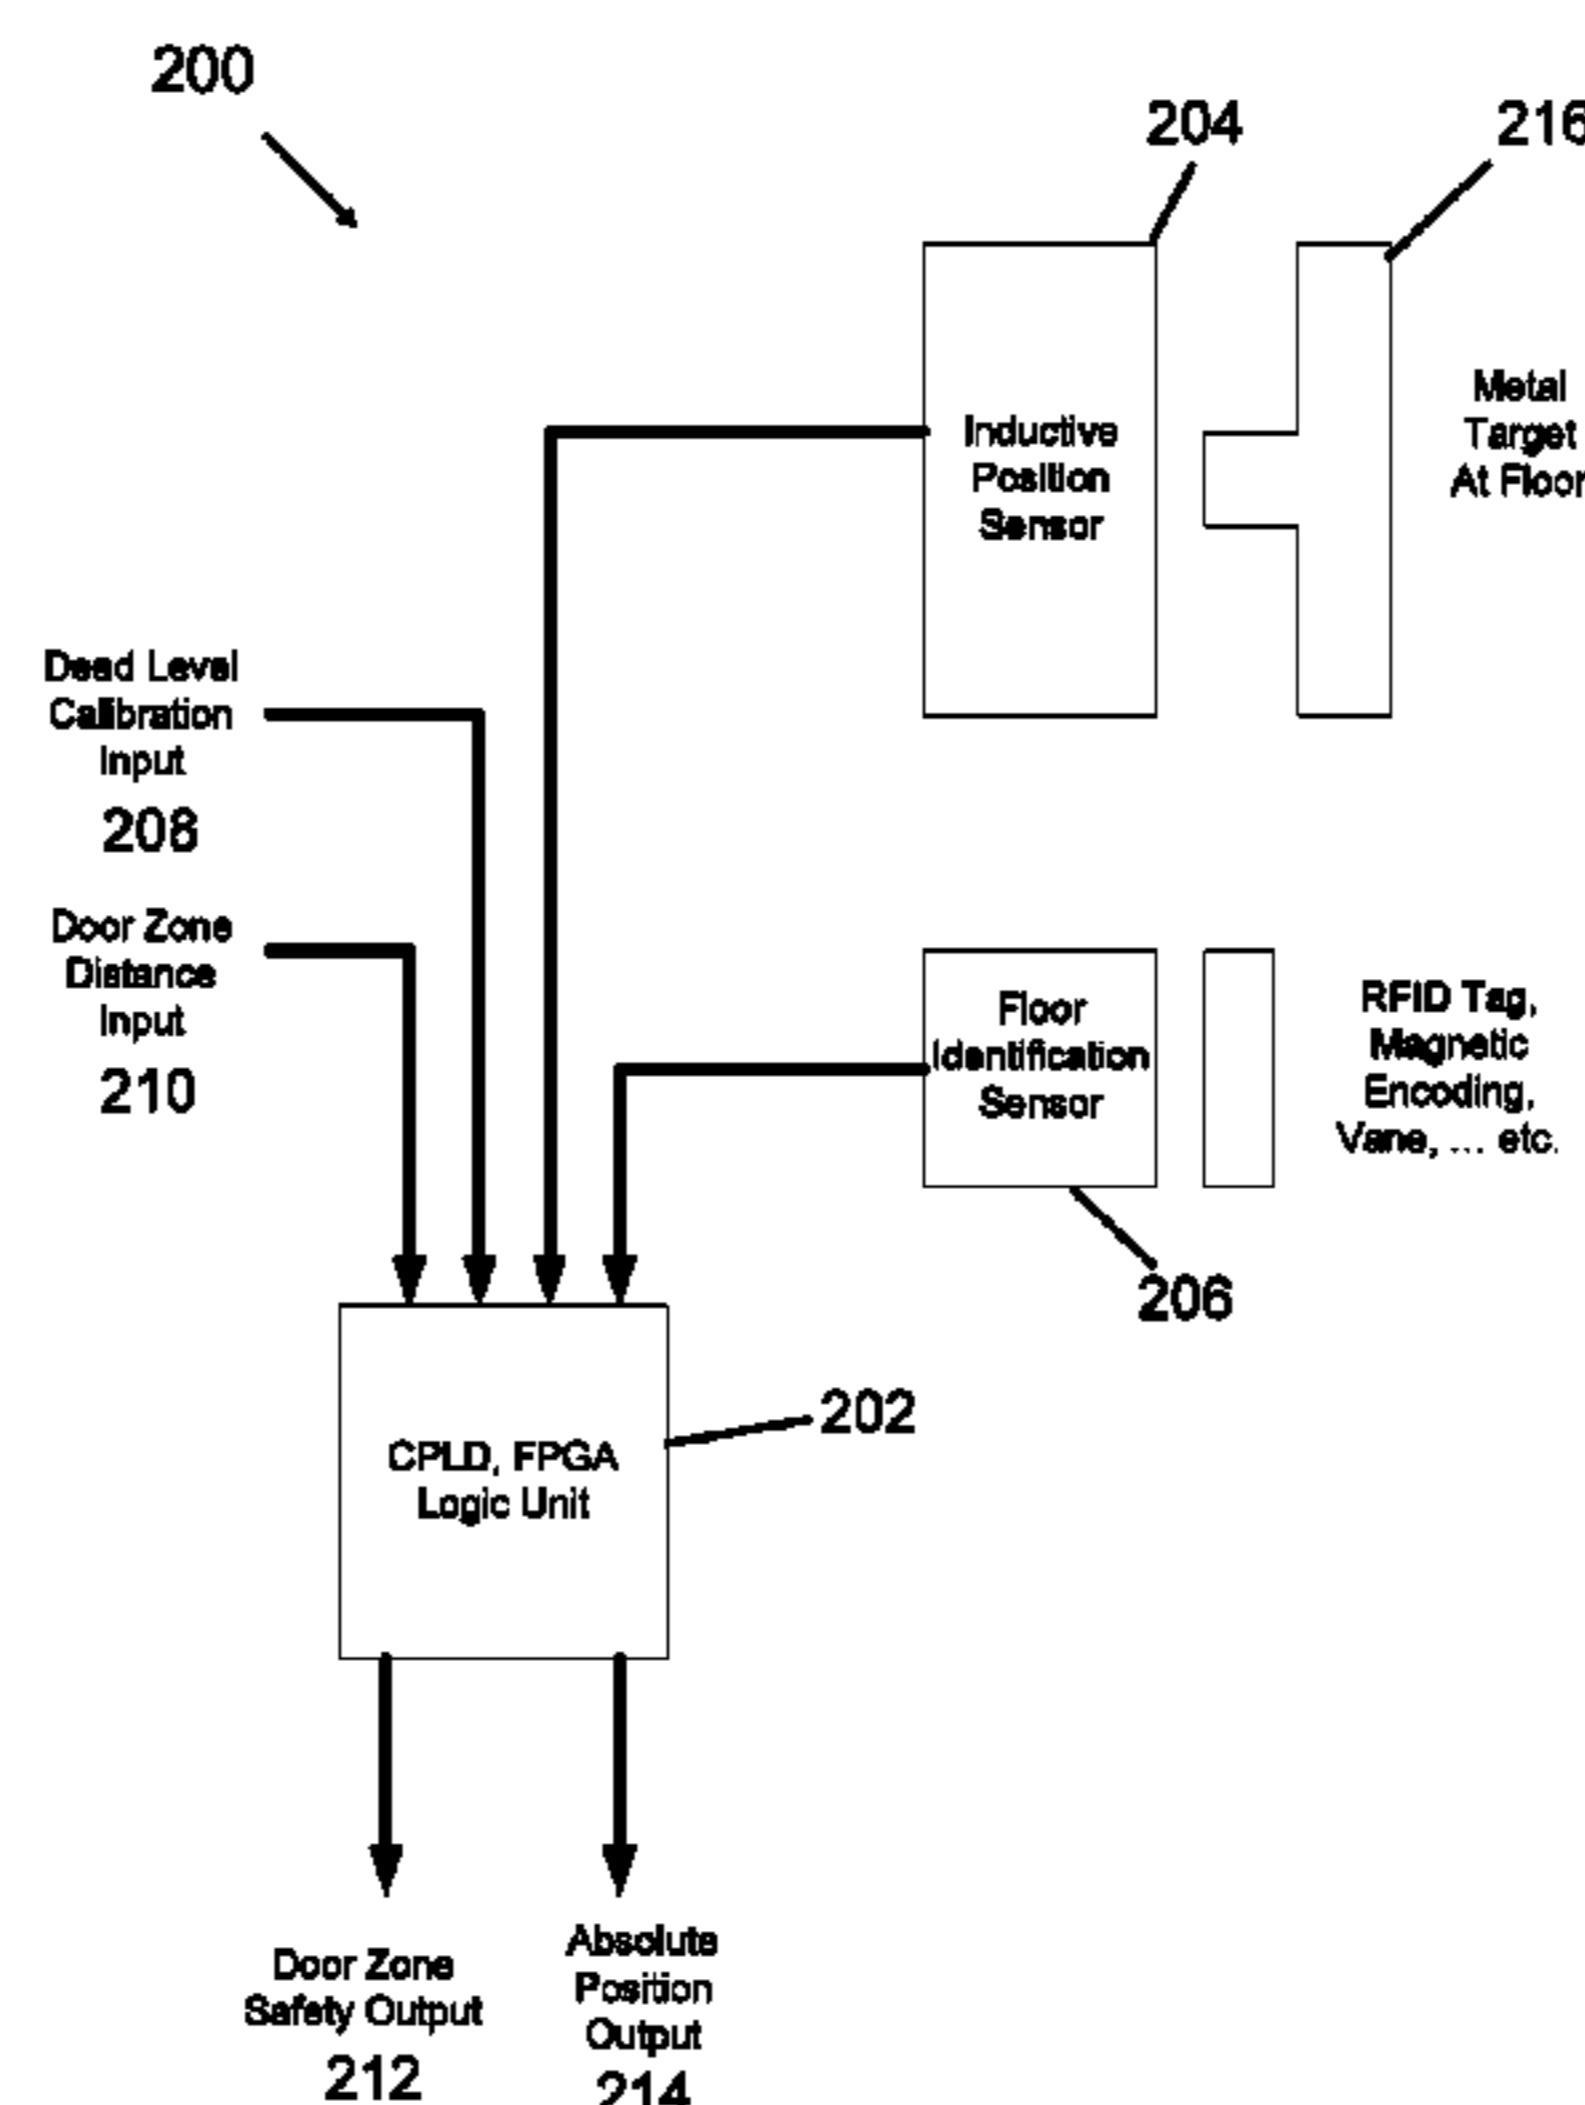 200
204
216
Inductive
Position
Sensor
Metal
Target
At Floor
Dead Level
Calibration
Input
208
Door Zone
Distance
Input
210
Floor
Identification
Sensor
RFID Tag,
Magnetic
Encoding,
Vane, ... etc.
206
202
CPLD, FPGA
Logic Unit
Door Zone
Safety Output
212
Absolute
Position
Output
214